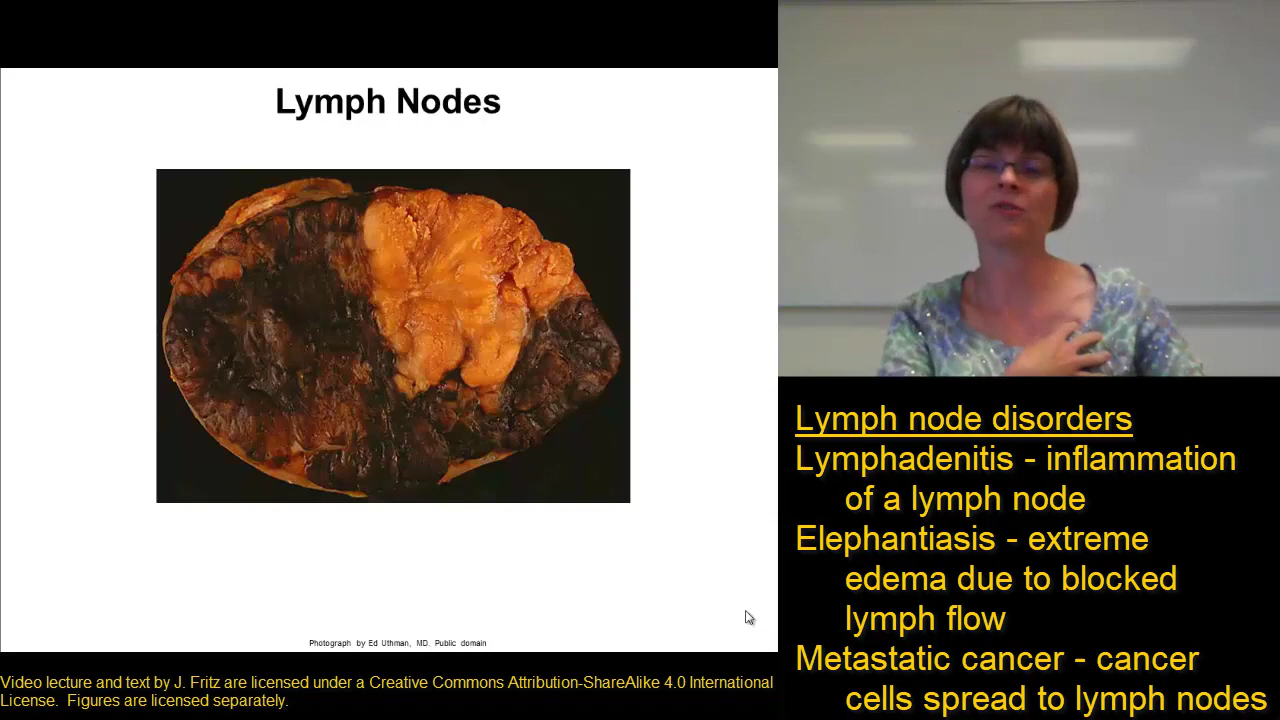 Lymph Nodes
Photograph by Ed Uthman, MD. Public domain
Lymph node disorders
Lymphadenitis - inflammation
of a lymph node
Elephantiasis - extreme
edema due to blocked
lymph flow
Metastatic cancer - cancer
cells spread to lymph nodes
Video lecture and text by J. Fritz are licensed under a Creative Commons Attribution-ShareAlike 4.0 International
License.  Figures are licensed separately.